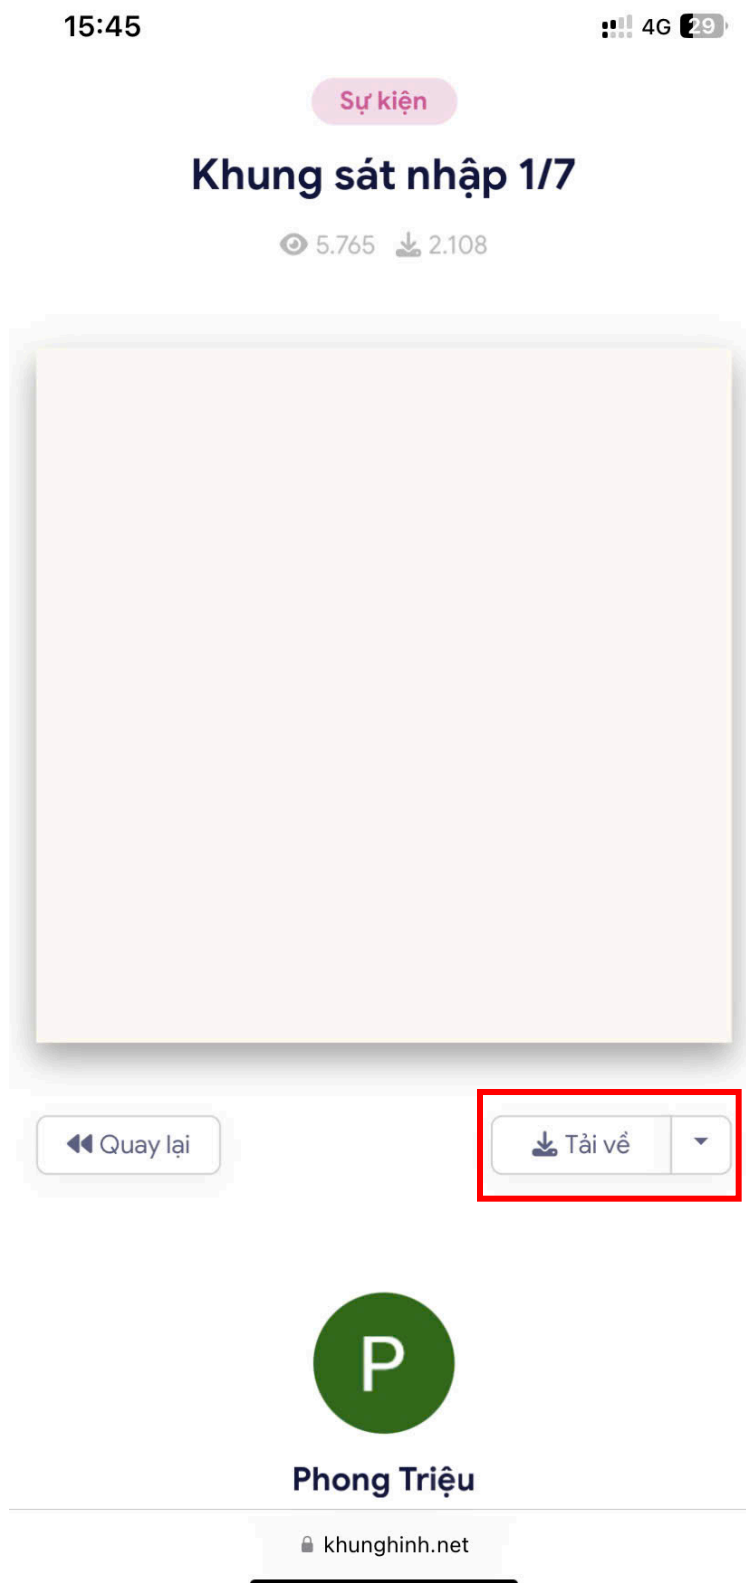 15:45 4G 29
Sự kiện
Khung sát nhập 1/7
5.765 2.108
Quay lại Tải về
P
Phong Triệu
khunghinh.net